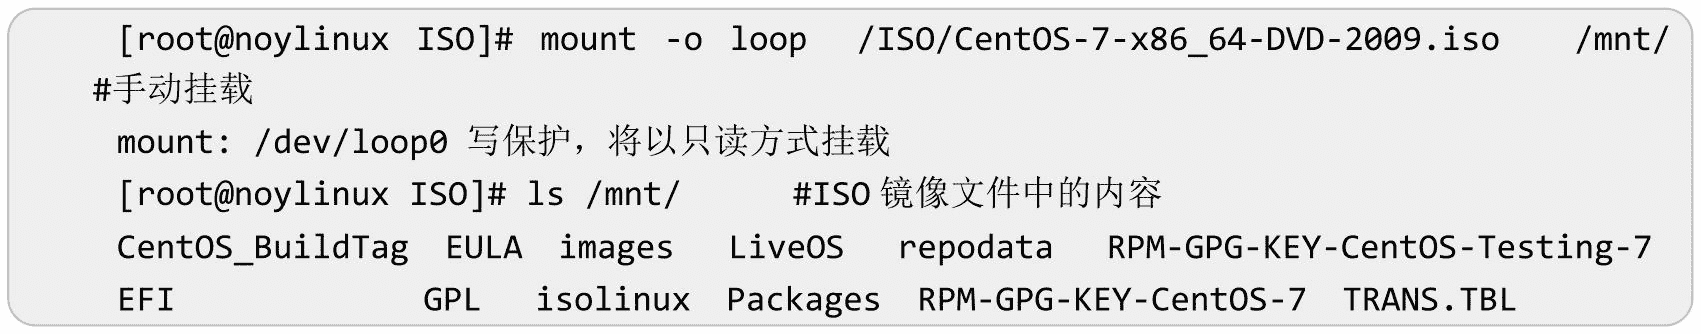 [root@noylinux ISO]# mount -o loop /ISO/CentOS-7-x86_64-DVD-2009.iso /mnt/
#手动挂载
mount: /dev/loop0 写保护，将以只读方式挂载
[root@noylinux ISO]# ls /mnt/ #ISO 镜像文件中的内容
CentOS_BuildTag EULA images LiveOS repodata RPM-GPG-KEY-CentOS-Testing-7
EFI GPL isolinux Packages RPM-GPG-KEY-CentOS-7 TRANS.TBL